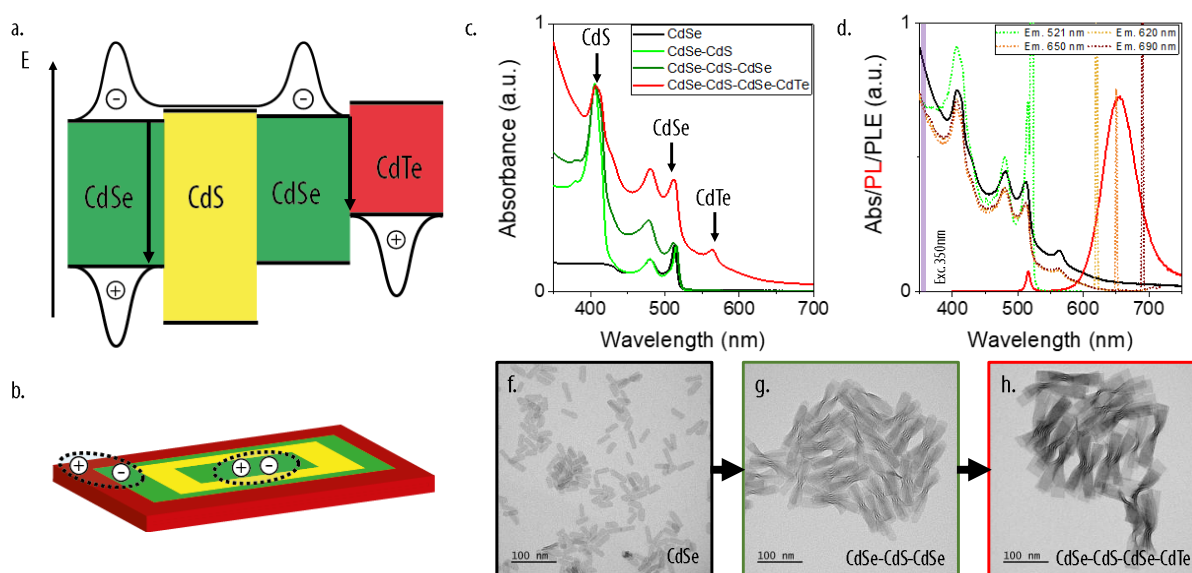 a.
E
−
−
CdSe
CdS
CdSe
CdTe
+
+
b.
+
−
+
−
c.
Absorbance (a.u.)
1
0
CdS
CdSe
CdTe
CdSe
CdSe-CdS
CdSe-CdS-CdSe
CdSe-CdS-CdSe-CdTe
400
500
600
700
Wavelength (nm)
d.
Abs/PL/PLE (a.u.)
1
0
Em. 521 nm
Em. 620 nm
Em. 650 nm
Em. 690 nm
Exc.350nm
400
500
600
700
Wavelength (nm)
f.
100 nm
CdSe
g.
100 nm
CdSe-CdS-CdSe
h.
100 nm
CdSe-CdS-CdSe-CdTe